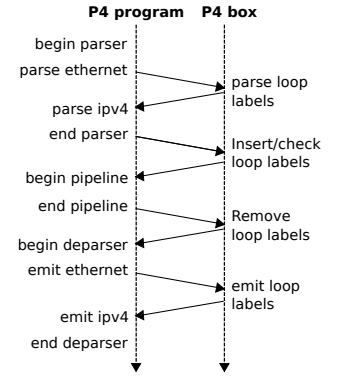 P4 program P4 box
begin parser
parse ethernet
parse loop
labels
parse ipv4
end parser
Insert/check
loop labels
begin pipeline
end pipeline
Remove
loop labels
begin deparser
emit ethernet
emit loop
labels
emit ipv4
end deparser